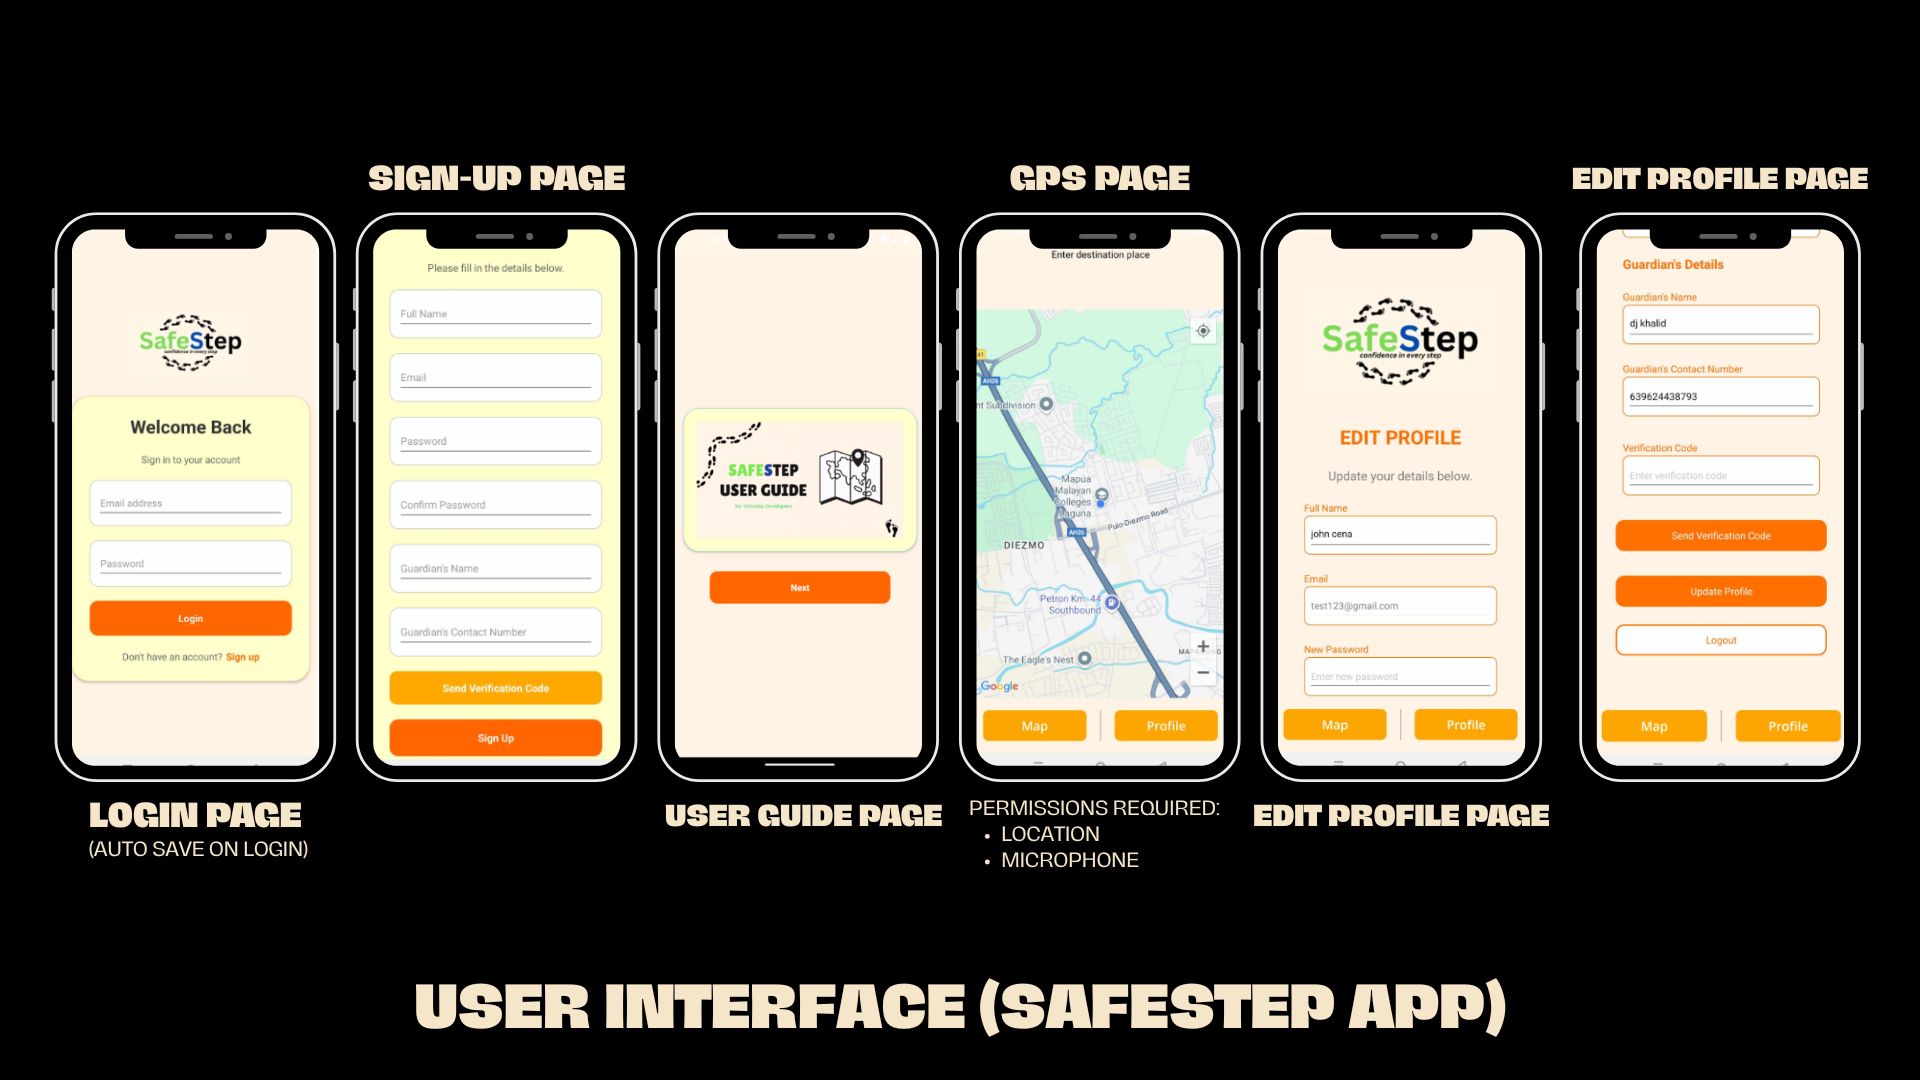 SIGN-UP PAGE
GPS PAGE
EDIT PROFILE PAGE
SafeStep
confidence in every step
Welcome Back
Sign in to your account
Email address
Password
Login
Don't have an account? Sign up
LOGIN PAGE
(AUTO SAVE ON LOGIN)
Please fill in the details below.
Full Name
Email
Password
Confirm Password
Guardian's Name
Guardian's Contact Number
Send Verification Code
Sign Up
SAFESTEP
USER GUIDE
by SafeStep Developers
Next
USER GUIDE PAGE
Enter destination place
41
AH26
nt Subdivision
Mapua
Malayan
Colleges
Laguna
Pulo-Diezmo Road
AH26
DIEZMO
Petron Km. 44
Southbound
The Eagle's Nest
Google
Map
Profile
PERMISSIONS REQUIRED:
• LOCATION
• MICROPHONE
SafeStep
confidence in every step
EDIT PROFILE
Update your details below.
Full Name
john cena
Email
test123@gmail.com
New Password
Enter new password
Map
Profile
EDIT PROFILE PAGE
Guardian's Details
Guardian's Name
dj khalid
Guardian's Contact Number
639624438793
Verification Code
Enter verification code
Send Verification Code
Update Profile
Logout
Map
Profile
USER INTERFACE (SAFESTEP APP)